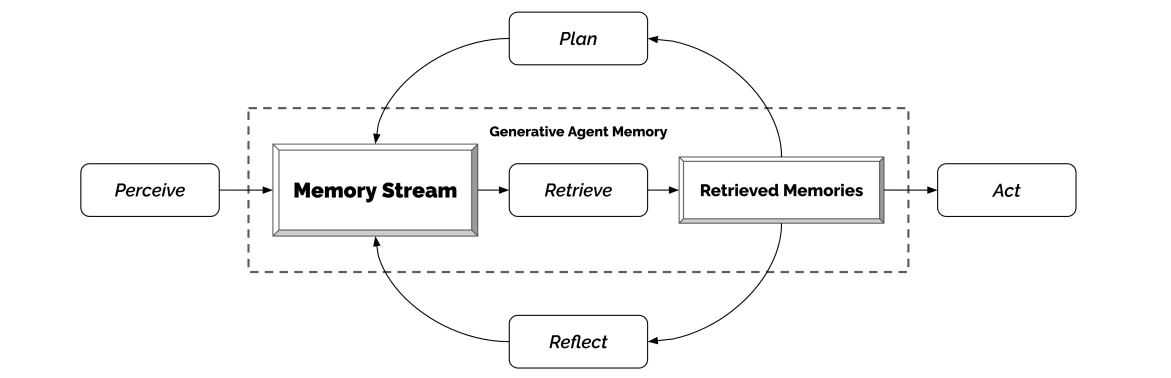 Plan
Generative Agent Memory
Perceive
Memory Stream
Retrieve
Retrieved Memories
Act
Reflect